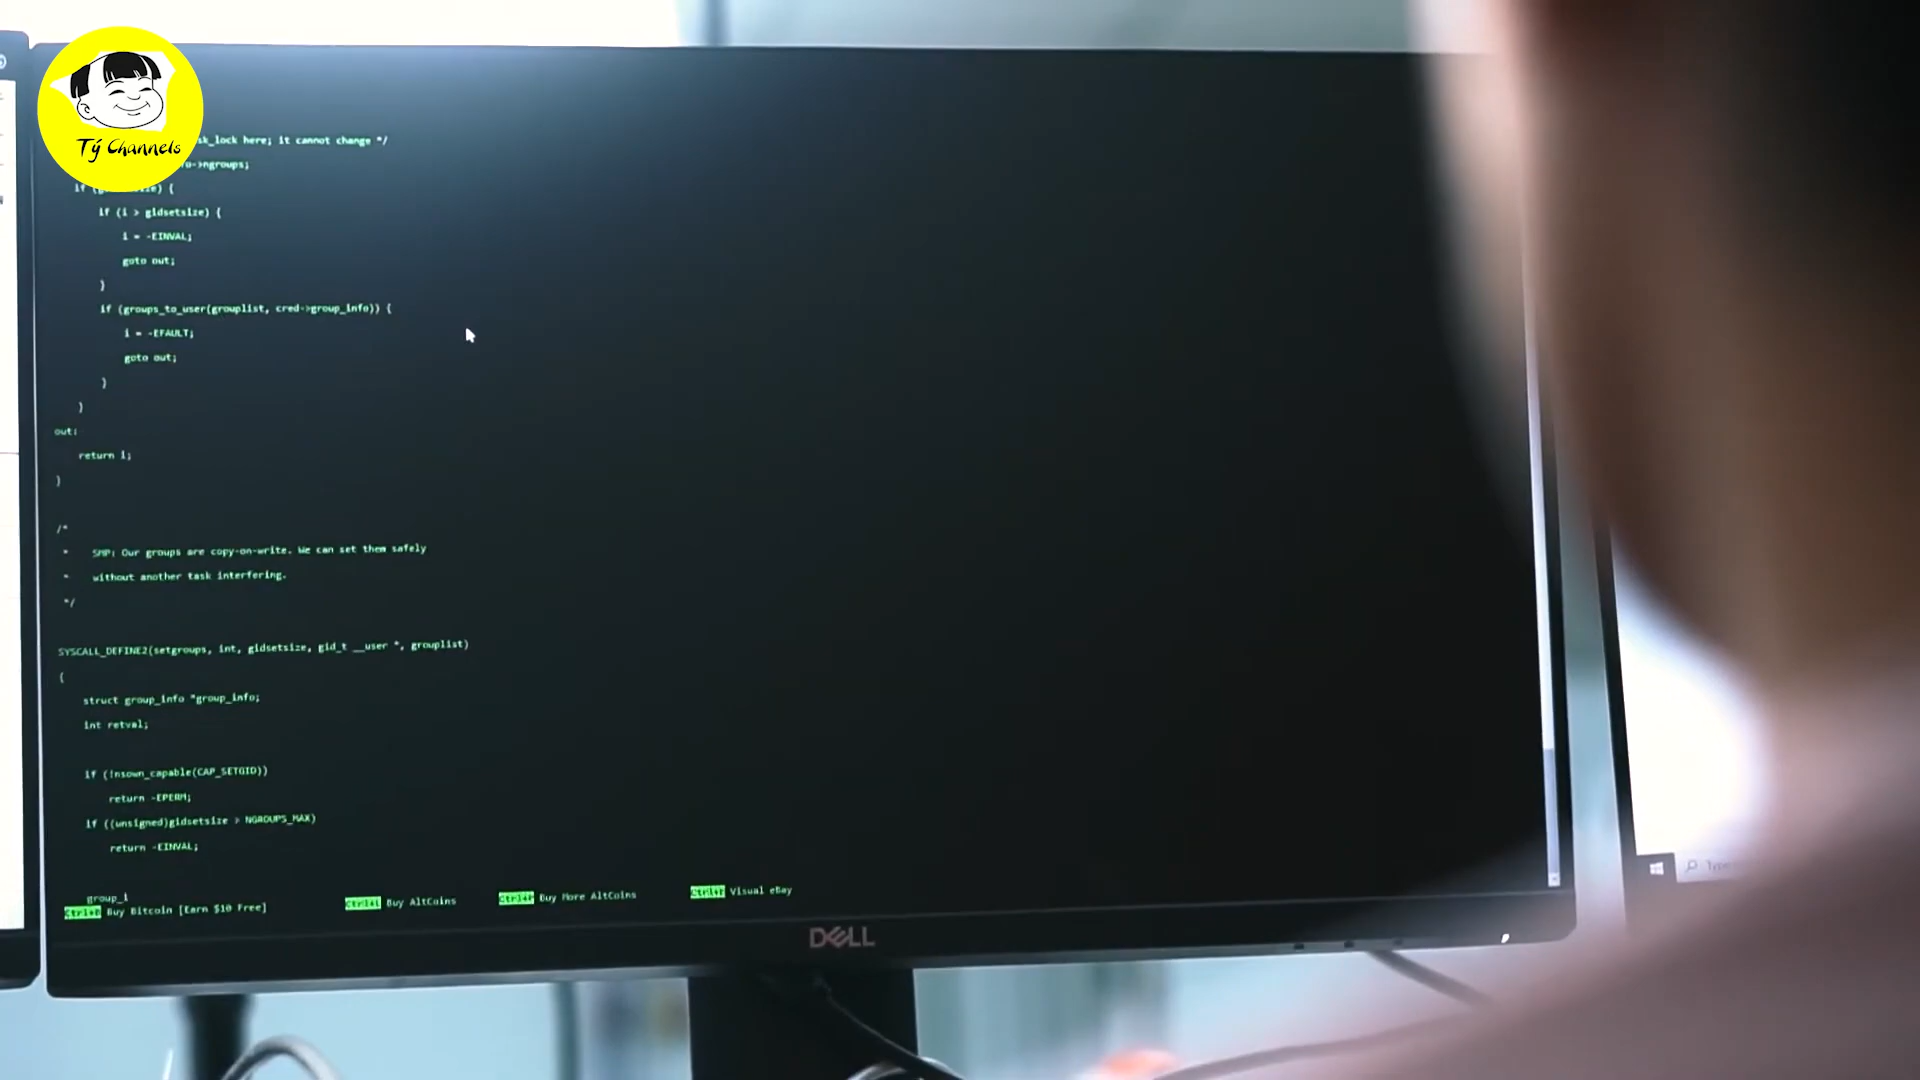 Tý Channels
sk_lock here; it cannot change */
->ngroups;
if (g    ize) {
if (i > gidsetsize) {
i = -EINVAL;
goto out;
}
if (groups_to_user(grouplist, cred->group_info)) {
i = -EFAULT;
goto out;
}
}
out:
return i;
}
/*
* SMP: Our groups are copy-on-write. We can set them safely
* without another task interfering.
*/
SYSCALL_DEFINE2(setgroups, int, gidsetsize, gid_t __user *, grouplist)
{
struct group_info *group_info;
int retval;
if (!nsown_capable(CAP_SETGID))
return -EPERM;
if ((unsigned)gidsetsize > NGROUPS_MAX)
return -EINVAL;
group_i
Buy Bitcoin [Earn $10 Free] Buy AltCoins Buy More AltCoins Visual eBay
DELL